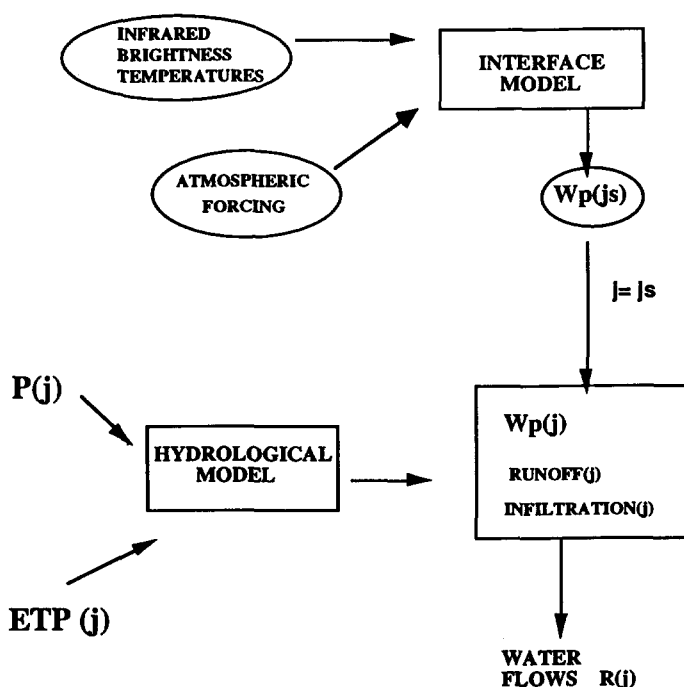 INFRARED
BRIGHTNESS
TEMPERATURES
INTERFACE
MODEL
ATMOSPHERIC
FORCING
Wp(js)
j= js
P(j)
HYDROLOGICAL
MODEL
ETP (j)
Wp(j)
RUNOFF(j)
INFILTRATION(j)
WATER
FLOWS R(j)